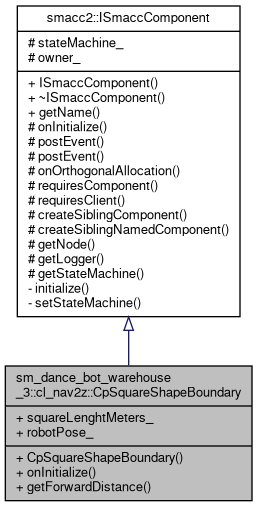 smacc2::ISmaccComponent
# stateMachine_
# owner_
+ ISmaccComponent()
+ ~ISmaccComponent()
+ getName()
# onInitialize()
# postEvent()
# postEvent()
# onOrthogonalAllocation()
# requiresComponent()
# requiresClient()
# createSiblingComponent()
# createSiblingNamedComponent()
# getNode()
# getLogger()
# getStateMachine()
- initialize()
- setStateMachine()
sm_dance_bot_warehouse
_3::cl_nav2z::CpSquareShapeBoundary
+ squareLenghtMeters_
+ robotPose_
+ CpSquareShapeBoundary()
+ onInitialize()
+ getForwardDistance()